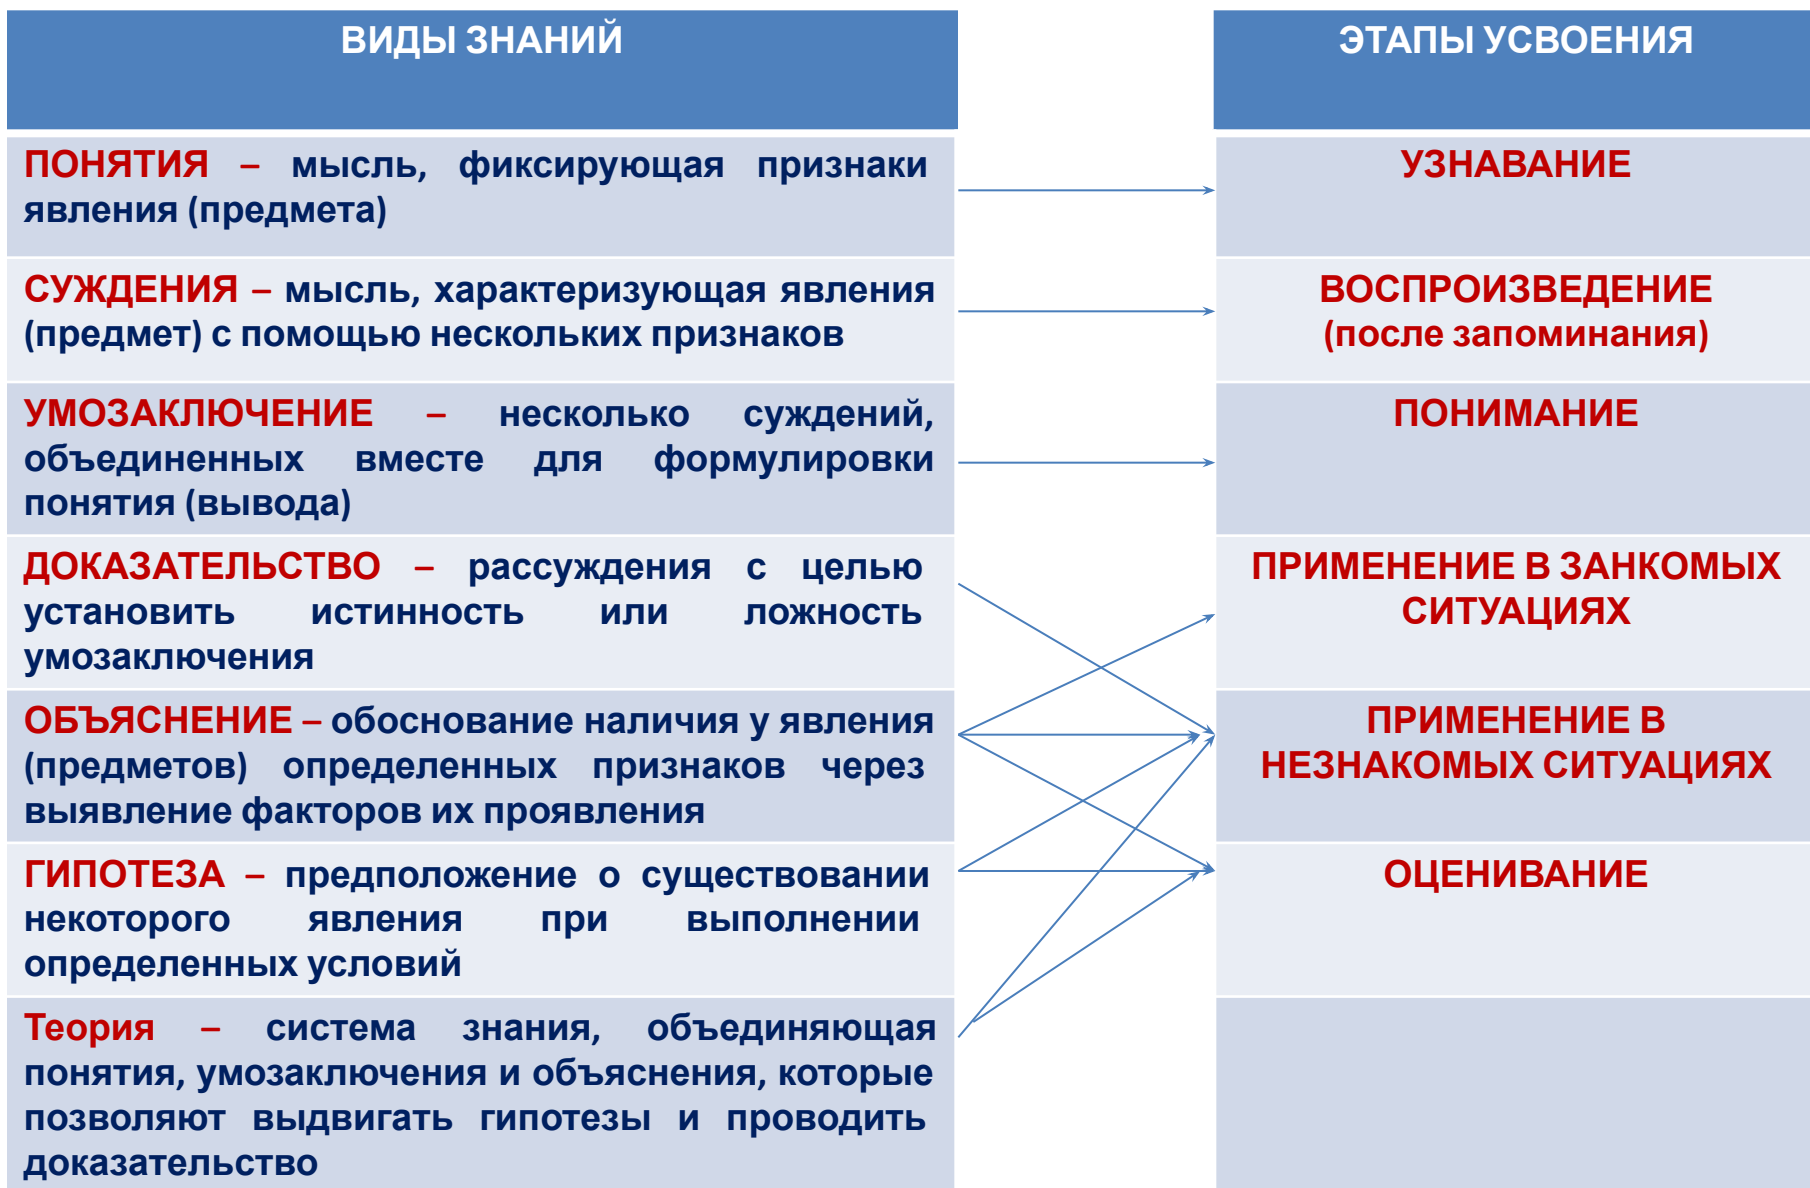 ВИДЫ ЗНАНИЙ
ЭТАПЫ УСВОЕНИЯ
ПОНЯТИЯ – мысль, фиксирующая признаки
явления (предмета)
УЗНАВАНИЕ
СУЖДЕНИЯ – мысль, характеризующая явления
(предмет) с помощью нескольких признаков
ВОСПРОИЗВЕДЕНИЕ
(после запоминания)
УМОЗАКЛЮЧЕНИЕ – несколько суждений,
объединенных вместе для формулировки
понятия (вывода)
ПОНИМАНИЕ
ДОКАЗАТЕЛЬСТВО – рассуждения с целью
установить истинность или ложность
умозаключения
ПРИМЕНЕНИЕ В ЗАНКОМЫХ
СИТУАЦИЯХ
ОБЪЯСНЕНИЕ – обоснование наличия у явления
(предметов) определенных признаков через
выявление факторов их проявления
ПРИМЕНЕНИЕ В
НЕЗНАКОМЫХ СИТУАЦИЯХ
ГИПОТЕЗА – предположение о существовании
некоторого явления при выполнении
определенных условий
ОЦЕНИВАНИЕ
Теория – система знания, объединяющая
понятия, умозаключения и объяснения, которые
позволяют выдвигать гипотезы и проводить
доказательство